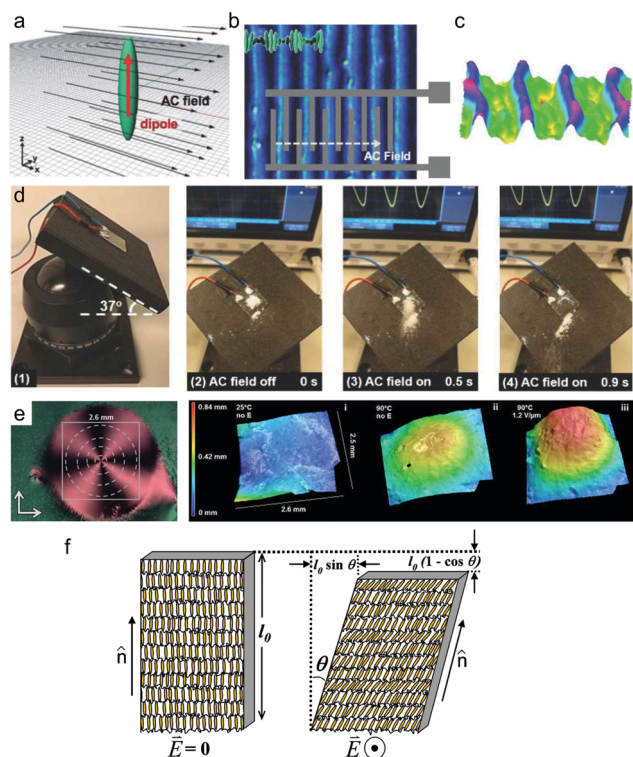 a
AC field
dipole
z
y
x
b
AC Field
c
d
37°
(1)
(2) AC field off
0 s
(3) AC field on
0.5 s
(4) AC field on
0.9 s
e
2.6 mm
0.84 mm
0.42 mm
0 mm
25°C
no E
i
2.5 mm
2.6 mm
90°C
no E
ii
90°C
1.2 V/µm
iii
f
l₀ sin θ
l₀ (1 - cos θ)
l₀
n̂
θ
n̂
E⃗ = 0
E⃗ ⊙